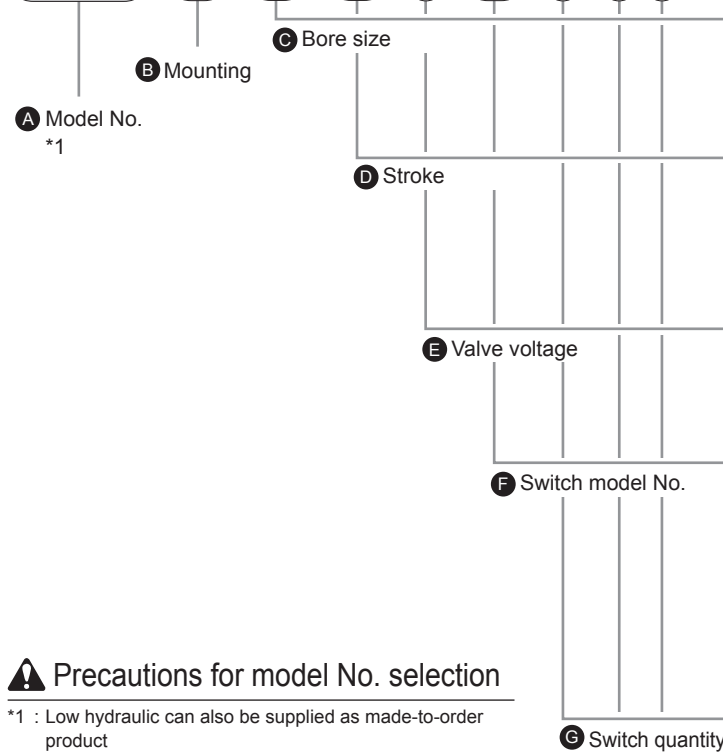 C Bore size
B Mounting
A Model No.
*1
D Stroke
E Valve voltage
F Switch model No.
Precautions for model No. selection
*1 : Low hydraulic can also be supplied as made-to-order
product
G Switch quantity